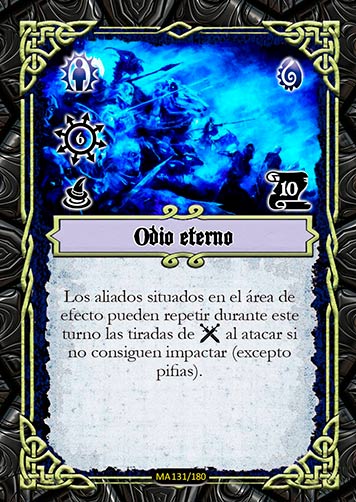 6
10
Odio eterno
Los aliados situados en el área de
efecto pueden repetir durante este
turno las tiradas de al atacar si
no consiguen impactar (excepto
pifias).
MA131/180